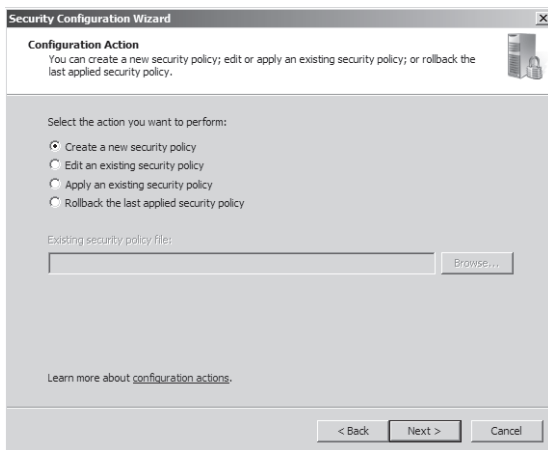 Security Configuration Wizard
Configuration Action
You can create a new security policy; edit or apply an existing security policy; or rollback the
last applied security policy.
Select the action you want to perform:
Create a new security policy
Edit an existing security policy
Apply an existing security policy
Rollback the last applied security policy
Existing security policy file:
Browse...
Learn more about configuration actions.
< Back
Next >
Cancel